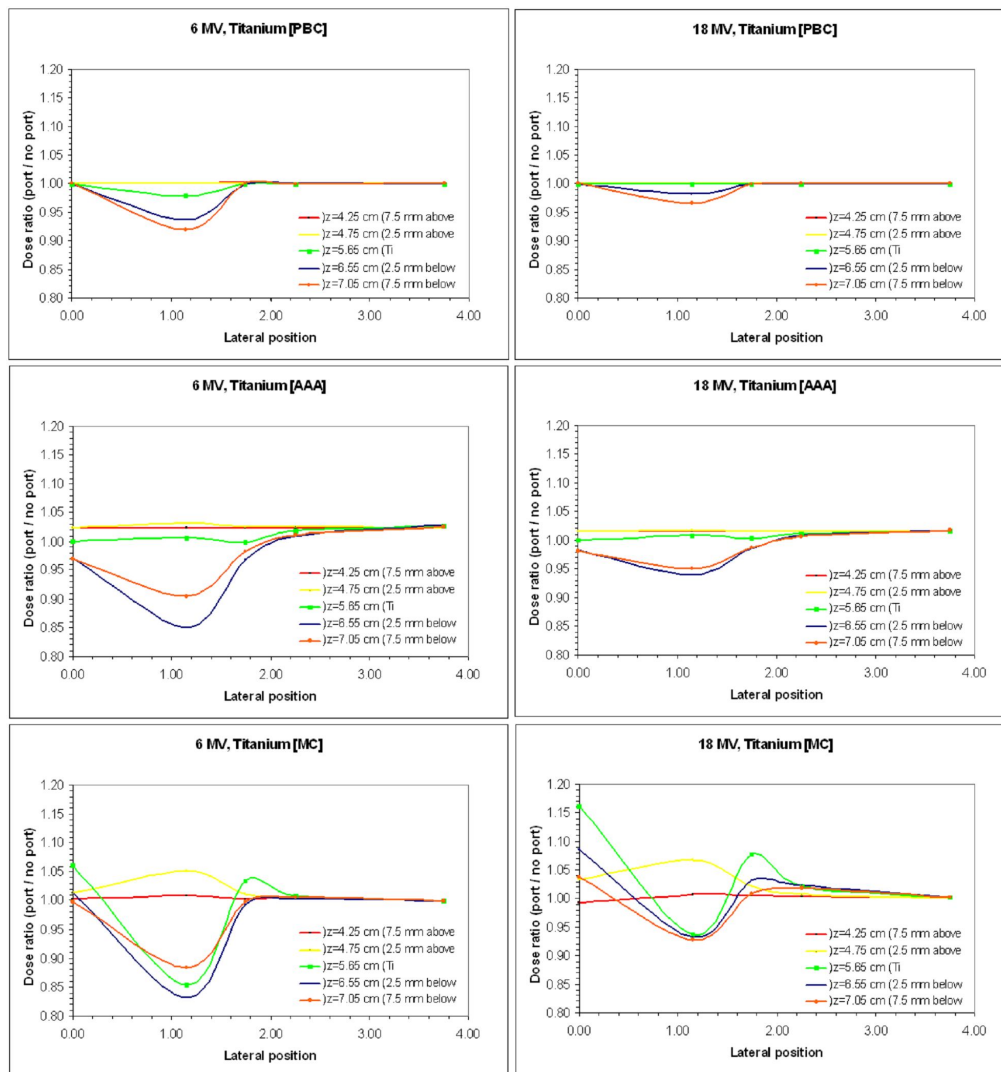 6 MV, Titanium [PBC]
Dose ratio (port / no port)
1.20
1.15
1.10
1.05
1.00
0.95
0.90
0.85
0.80
)z=4.25 cm (7.5 mm above
)z=4.75 cm (2.5 mm above
)z=5.65 cm (Ti
)z=6.55 cm (2.5 mm below
)z=7.05 cm (7.5 mm below
0.00 1.00 2.00 3.00 4.00
Lateral position
18 MV, Titanium [PBC]
Dose ratio (port / no port)
1.20
1.15
1.10
1.05
1.00
0.95
0.90
0.85
0.80
)z=4.25 cm (7.5 mm above
)z=4.75 cm (2.5 mm above
)z=5.65 cm (Ti
)z=6.55 cm (2.5 mm below
)z=7.05 cm (7.5 mm below
0.00 1.00 2.00 3.00 4.00
Lateral position
6 MV, Titanium [AAA]
Dose ratio (port / no port)
1.20
1.15
1.10
1.05
1.00
0.95
0.90
0.85
0.80
)z=4.25 cm (7.5 mm above
)z=4.75 cm (2.5 mm above
)z=5.65 cm (Ti
)z=6.55 cm (2.5 mm below
)z=7.05 cm (7.5 mm below
0.00 1.00 2.00 3.00 4.00
Lateral position
18 MV, Titanium [AAA]
Dose ratio (port / no port)
1.20
1.15
1.10
1.05
1.00
0.95
0.90
0.85
0.80
)z=4.25 cm (7.5 mm above
)z=4.75 cm (2.5 mm above
)z=5.65 cm (Ti
)z=6.55 cm (2.5 mm below
)z=7.05 cm (7.5 mm below
0.00 1.00 2.00 3.00 4.00
Lateral position
6 MV, Titanium [MC]
Dose ratio (port / no port)
1.20
1.15
1.10
1.05
1.00
0.95
0.90
0.85
0.80
)z=4.25 cm (7.5 mm above
)z=4.75 cm (2.5 mm above
)z=5.65 cm (Ti
)z=6.55 cm (2.5 mm below
)z=7.05 cm (7.5 mm below
0.00 1.00 2.00 3.00 4.00
Lateral position
18 MV, Titanium [MC]
Dose ratio (port / no port)
1.20
1.15
1.10
1.05
1.00
0.95
0.90
0.85
0.80
)z=4.25 cm (7.5 mm above
)z=4.75 cm (2.5 mm above
)z=5.65 cm (Ti
)z=6.55 cm (2.5 mm below
)z=7.05 cm (7.5 mm below
0.00 1.00 2.00 3.00 4.00
Lateral position